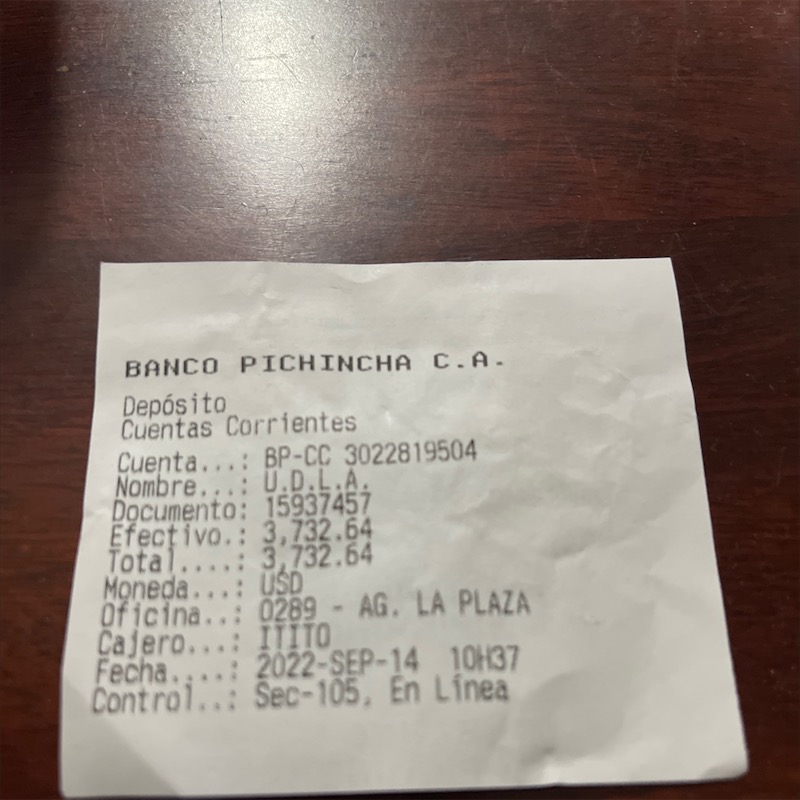 BANCO PICHINCHA C.A.
Depósito
Cuentas Corrientes
Cuenta...: BP-CC 3022819504
Nombre...: U.D.L.A.
Documento: 15937457
Efectivo.: 3,732.64
Total....: 3,732.64
Moneda...: USD
Oficina..: 0289 - AG. LA PLAZA
Cajero...: ITITO
Fecha....: 2022-SEP-14 10H37
Control..: Sec-105, En Línea